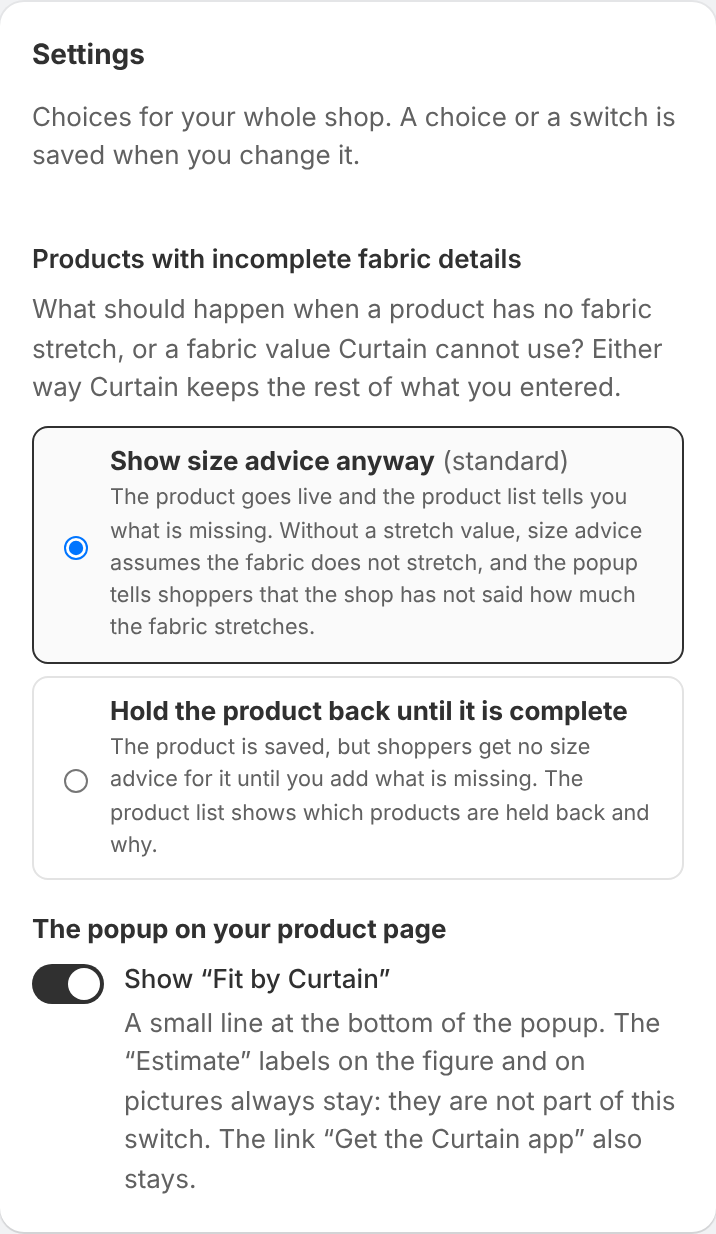 Settings
Choices for your whole shop. A choice or a switch is
saved when you change it.
Products with incomplete fabric details
What should happen when a product has no fabric
stretch, or a fabric value Curtain cannot use? Either
way Curtain keeps the rest of what you entered.
Show size advice anyway (standard)
The product goes live and the product list tells you
what is missing. Without a stretch value, size advice
assumes the fabric does not stretch, and the popup
tells shoppers that the shop has not said how much
the fabric stretches.
Hold the product back until it is complete
The product is saved, but shoppers get no size
advice for it until you add what is missing. The
product list shows which products are held back and
why.
The popup on your product page
Show “Fit by Curtain”
A small line at the bottom of the popup. The
“Estimate” labels on the figure and on
pictures always stay: they are not part of this
switch. The link “Get the Curtain app” also
stays.